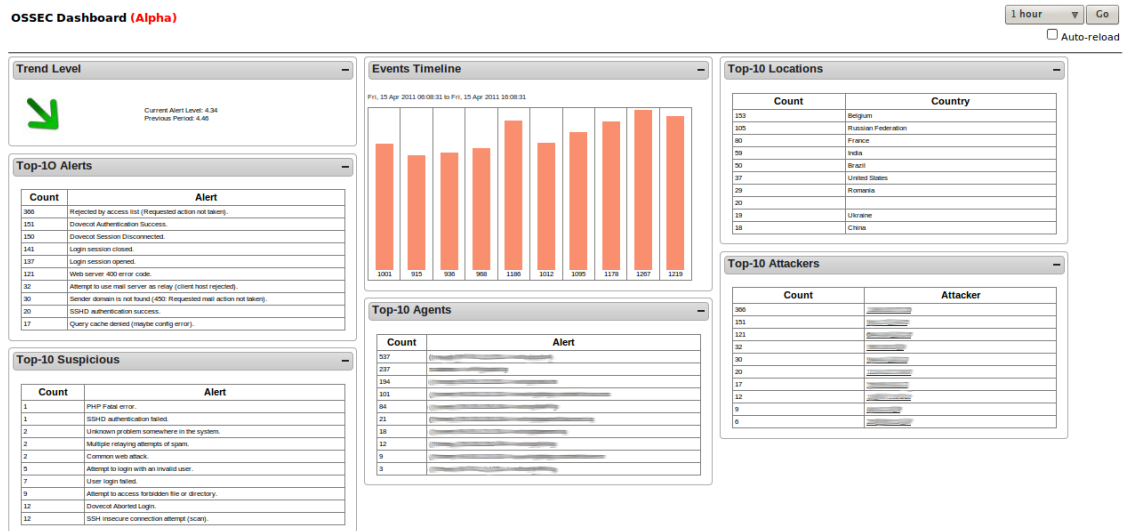 OSSEC Dashboard (Alpha)
1 hour
Go
Auto-reload
Trend Level
Current Alert Level: 4.34
Previous Period: 4.46
Top-10 Alerts
Count Alert
366 Rejected by access list (Requested action not taken).
151 Dovecot Authentication Success.
150 Dovecot Session Disconnected.
141 Login session closed.
137 Login session opened.
121 Web server 400 error code.
32 Attempt to use mail server as relay (client host rejected).
30 Sender domain is not found (450: Requested mail action not taken).
20 SSHD authentication success.
17 Query cache denied (maybe config error).
Top-10 Suspicious
Count Alert
1 PHP Fatal error.
1 SSHD authentication failed.
2 Unknown problem somewhere in the system.
2 Multiple relaying attempts of spam.
2 Common web attack.
5 Attempt to login with an invalid user.
7 User login failed.
9 Attempt to access forbidden file or directory.
12 Dovecot Aborted Login.
12 SSH insecure connection attempt (scan).
Events Timeline
Fri, 15 Apr 2011 06:08:31 to Fri, 15 Apr 2011 16:08:31
1001 915 936 968 1186 1012 1095 1178 1267 1219
Top-10 Agents
Count Alert
537
237
194
101
84
21
18
12
9
3
Top-10 Locations
Count Country
153 Belgium
105 Russian Federation
80 France
59 India
50 Brazil
37 United States
29 Romania
20
19 Ukraine
18 China
Top-10 Attackers
Count Attacker
366
151
121
32
30
20
17
12
9
6